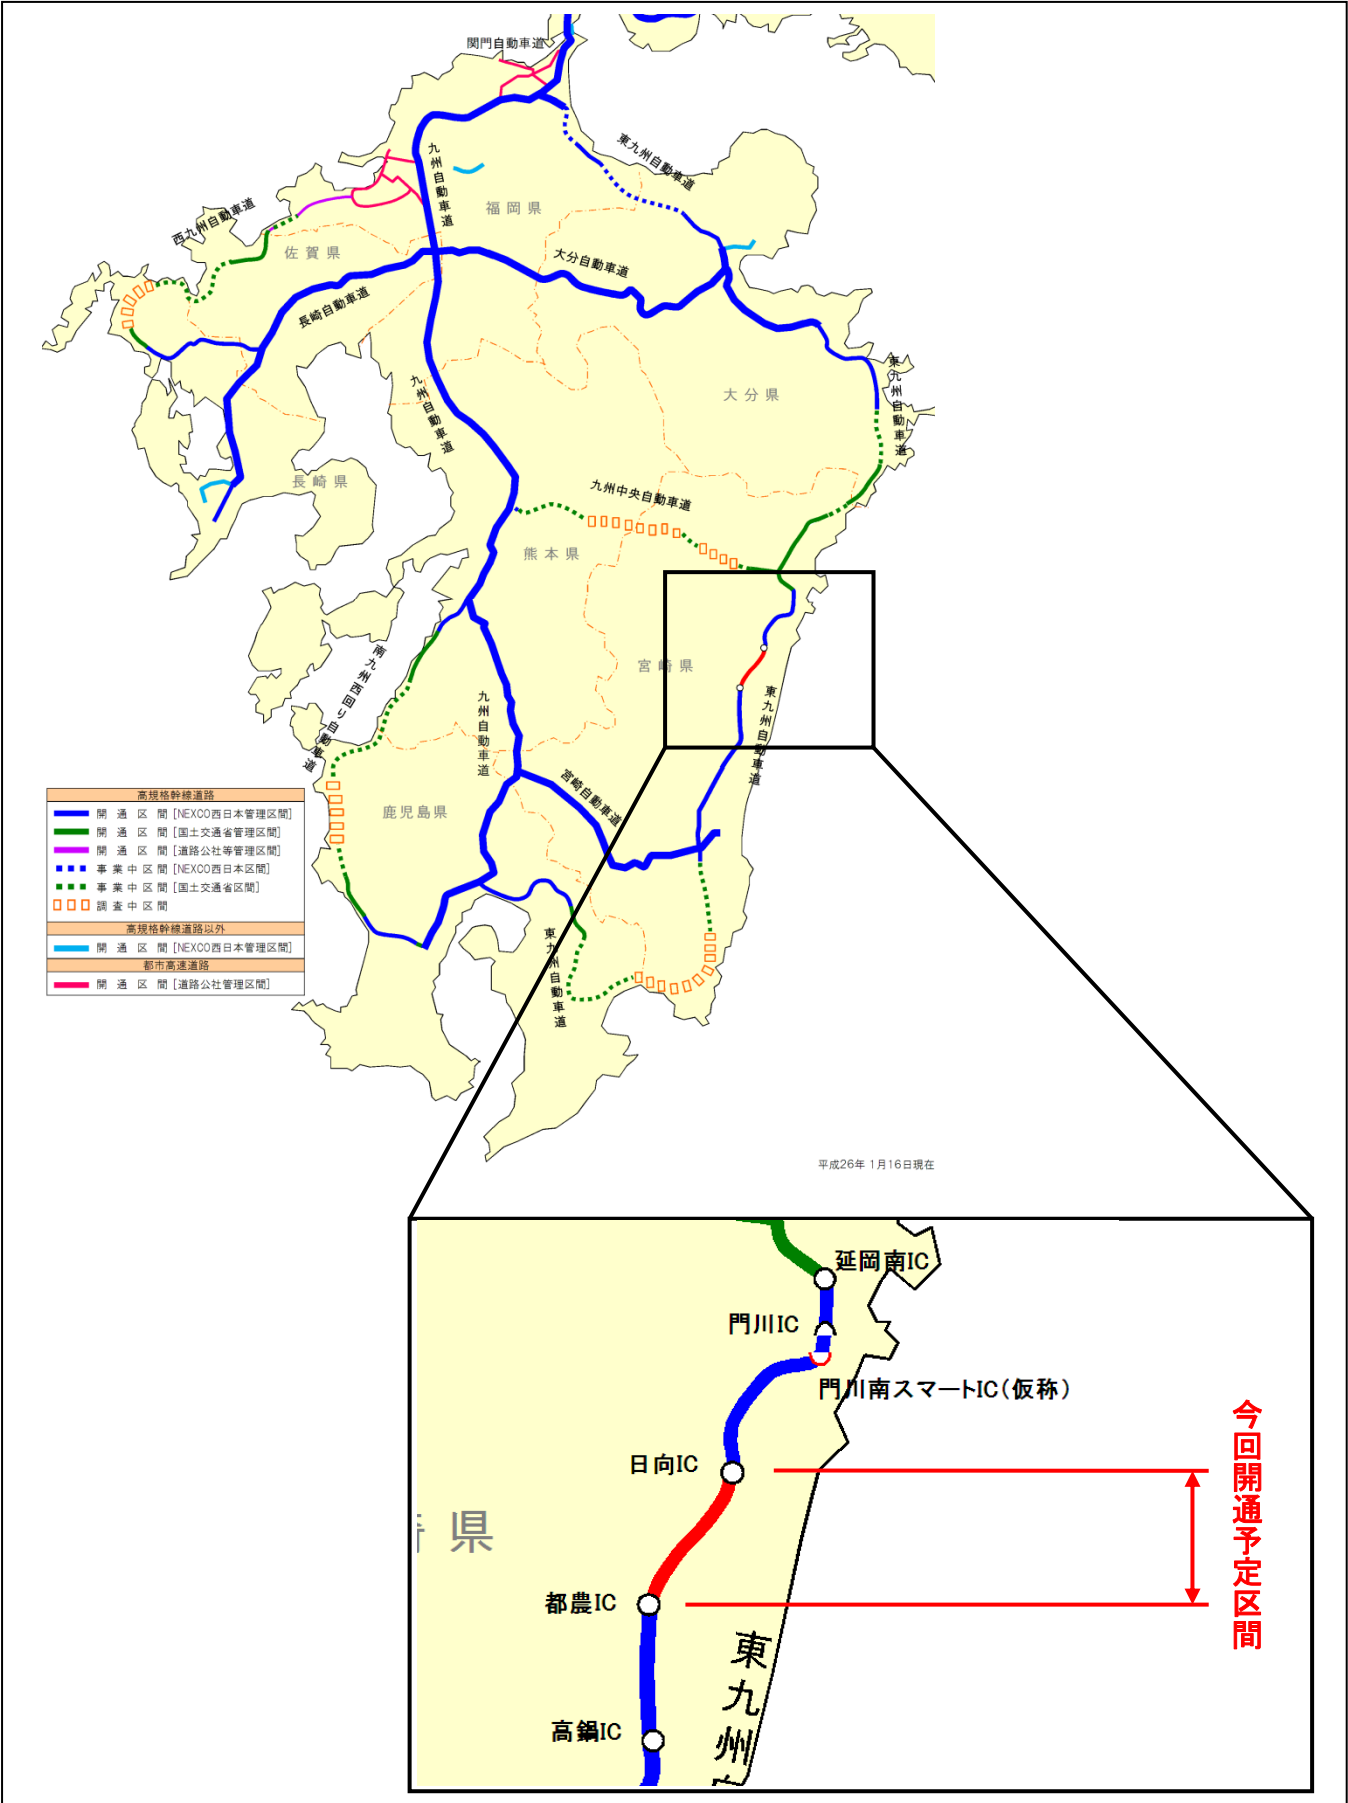 関門自動車道
東九州自動車道
九州自動車道
福岡県
西九州自動車道
佐賀県
大分自動車道
長崎自動車道
九州自動車道
大分県
東九州自動車道
長崎県
九州中央自動車道
熊本県
南九州西回り自動車道
宮崎県
東九州自動車道
九州自動車道
宮崎自動車道
鹿児島県
東九州自動車道
高規格幹線道路
開通区間[NEXCO西日本管理区間]
開通区間[国土交通省管理区間]
開通区間[道路公社等管理区間]
事業中区間[NEXCO西日本区間]
事業中区間[国土交通省区間]
調査中区間
高規格幹線道路以外
開通区間[NEXCO西日本管理区間]
都市高速道路
開通区間[道路公社管理区間]
平成26年 1月16日現在
延岡南IC
門川IC
門川南スマートIC(仮称)
日向IC
県
都農IC
高鍋IC
東九州
今回開通予定区間